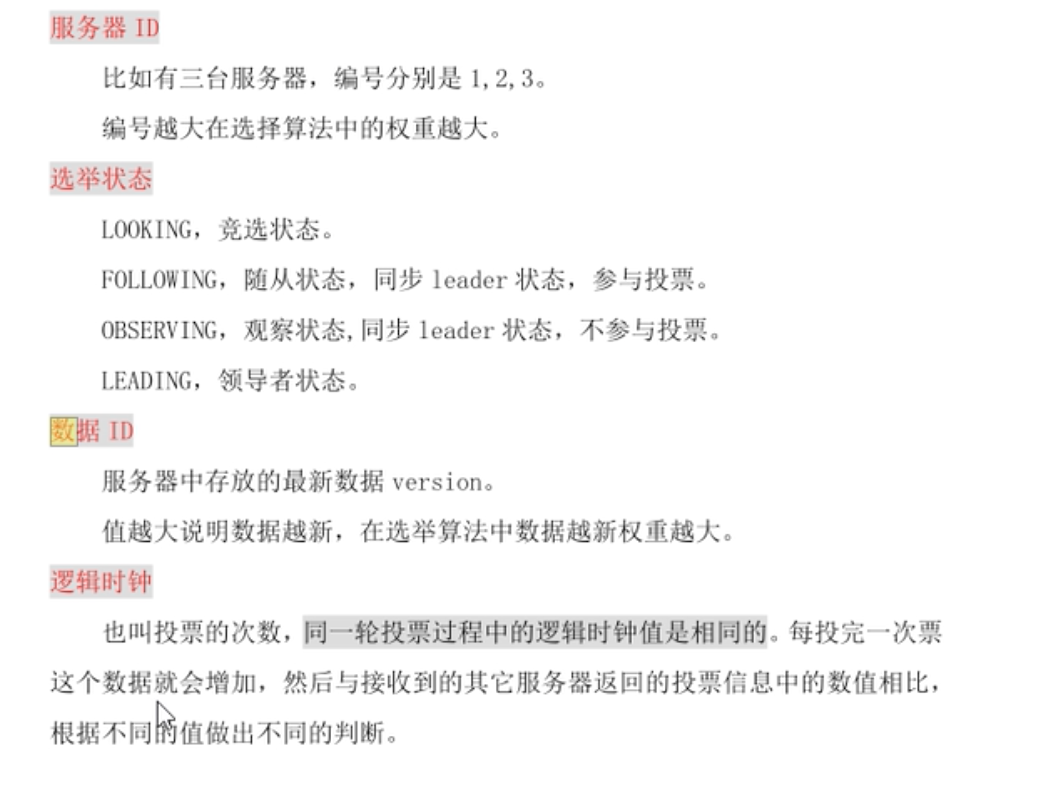 服务器 ID
比如有三台服务器，编号分别是 1,2,3。
编号越大在选择算法中的权重越大。
选举状态
LOOKING，竞选状态。
FOLLOWING，随从状态，同步 leader 状态，参与投票。
OBSERVING，观察状态,同步 leader 状态，不参与投票。
LEADING，领导者状态。
数据 ID
服务器中存放的最新数据 version。
值越大说明数据越新，在选举算法中数据越新权重越大。
逻辑时钟
也叫投票的次数，同一轮投票过程中的逻辑时钟值是相同的。每投完一次票
这个数据就会增加，然后与接收到的其它服务器返回的投票信息中的数值相比，
根据不同的值做出不同的判断。